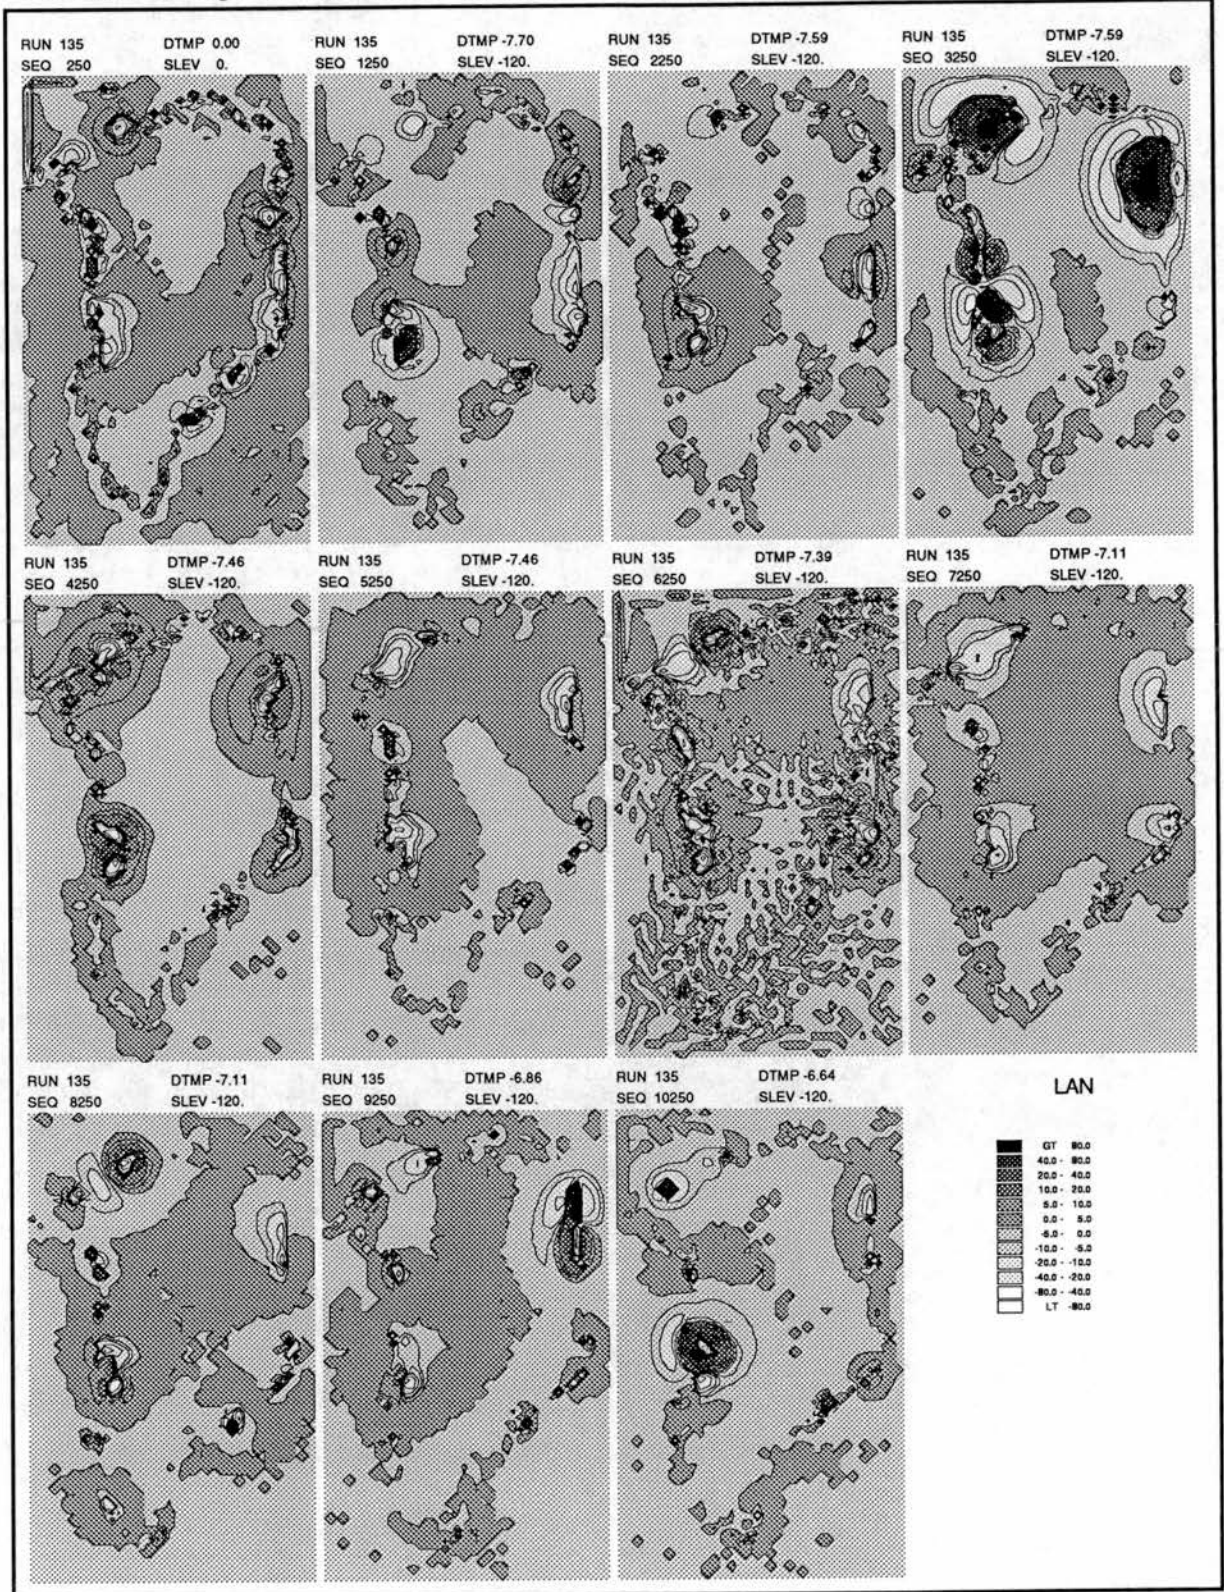 RUN 135 DTMP 0.00
SEQ 250 SLEV 0.
RUN 135 DTMP -7.70
SEQ 1250 SLEV -120.
RUN 135 DTMP -7.59
SEQ 2250 SLEV -120.
RUN 135 DTMP -7.59
SEQ 3250 SLEV -120.
RUN 135 DTMP -7.46
SEQ 4250 SLEV -120.
RUN 135 DTMP -7.46
SEQ 5250 SLEV -120.
RUN 135 DTMP -7.39
SEQ 6250 SLEV -120.
RUN 135 DTMP -7.11
SEQ 7250 SLEV -120.
RUN 135 DTMP -7.11
SEQ 8250 SLEV -120.
RUN 135 DTMP -6.86
SEQ 9250 SLEV -120.
RUN 135 DTMP -6.64
SEQ 10250 SLEV -120.
LAN
GT 80.0
40.0 - 80.0
20.0 - 40.0
10.0 - 20.0
5.0 - 10.0
0.0 - 5.0
-5.0 - 0.0
-10.0 - -5.0
-20.0 - -10.0
-40.0 - -20.0
-80.0 - -40.0
LT -80.0